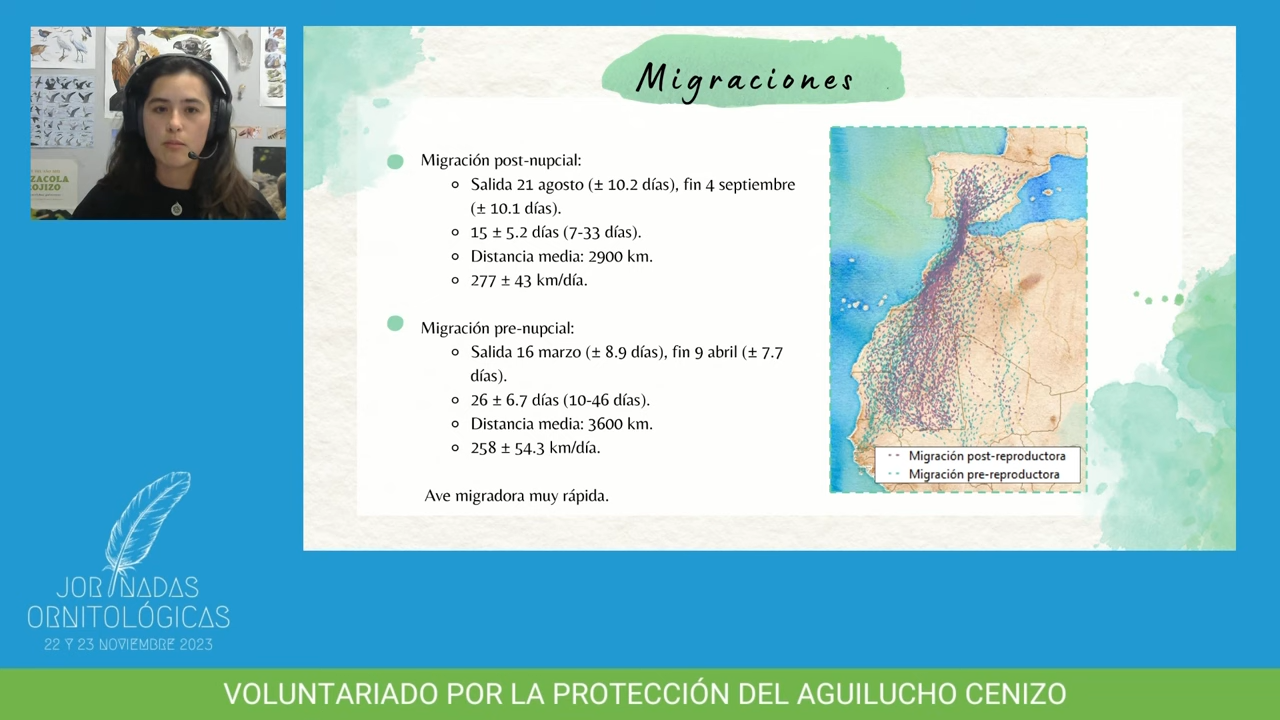 ZACOLA
ROJIZO
Migraciones
Migración post-nupcial:
Salida 21 agosto (± 10.2 días), fin 4 septiembre
(± 10.1 días).
15 ± 5.2 días (7-33 días).
Distancia media: 2900 km.
277 ± 43 km/día.
Migración pre-nupcial:
Salida 16 marzo (± 8.9 días), fin 9 abril (± 7.7
días).
26 ± 6.7 días (10-46 días).
Distancia media: 3600 km.
258 ± 54.3 km/día.
Ave migradora muy rápida.
Migración post-reproductora
Migración pre-reproductora
JORNADAS
ORNITOLÓGICAS
22 Y 23 NOVIEMBRE 2023
VOLUNTARIADO POR LA PROTECCIÓN DEL AGUILUCHO CENIZO